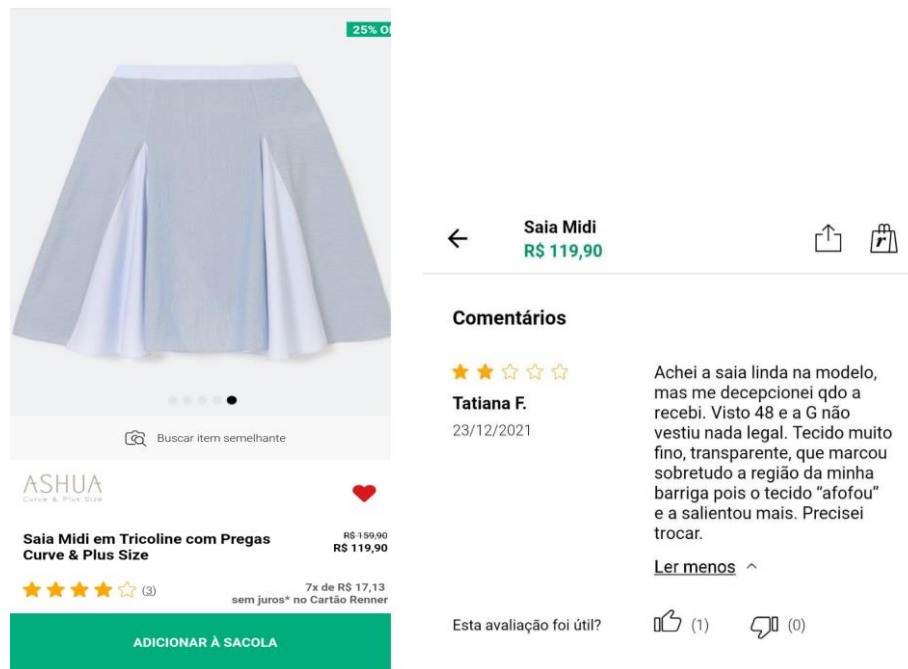 25% O
Buscar item semelhante
ASHUA
Curve & Plus Size
Saia Midi em Tricoline com Pregas
Curve & Plus Size
R$ 159,90
R$ 119,90
(3)
7x de R$ 17,13
sem juros* no Cartão Renner
ADICIONAR À SACOLA
Saia Midi
R$ 119,90
r
Comentários
Tatiana F.
23/12/2021
Achei a saia linda na modelo,
mas me decepcionei qdo a
recebi. Visto 48 e a G não
vestiu nada legal. Tecido muito
fino, transparente, que marcou
sobretudo a região da minha
barriga pois o tecido “afofou”
e a salientou mais. Precisei
trocar.
Ler menos
Esta avaliação foi útil?
(1)
(0)